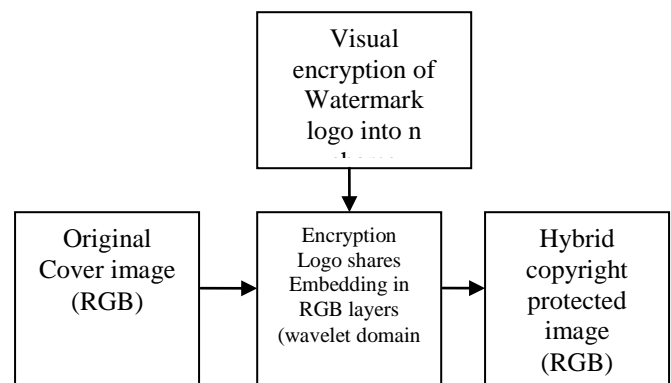 Visual
encryption of
Watermark
logo into n
Original
Cover image
(RGB)
Encryption
Logo shares
Embedding in
RGB layers
(wavelet domain
Hybrid
copyright
protected
image
(RGB)